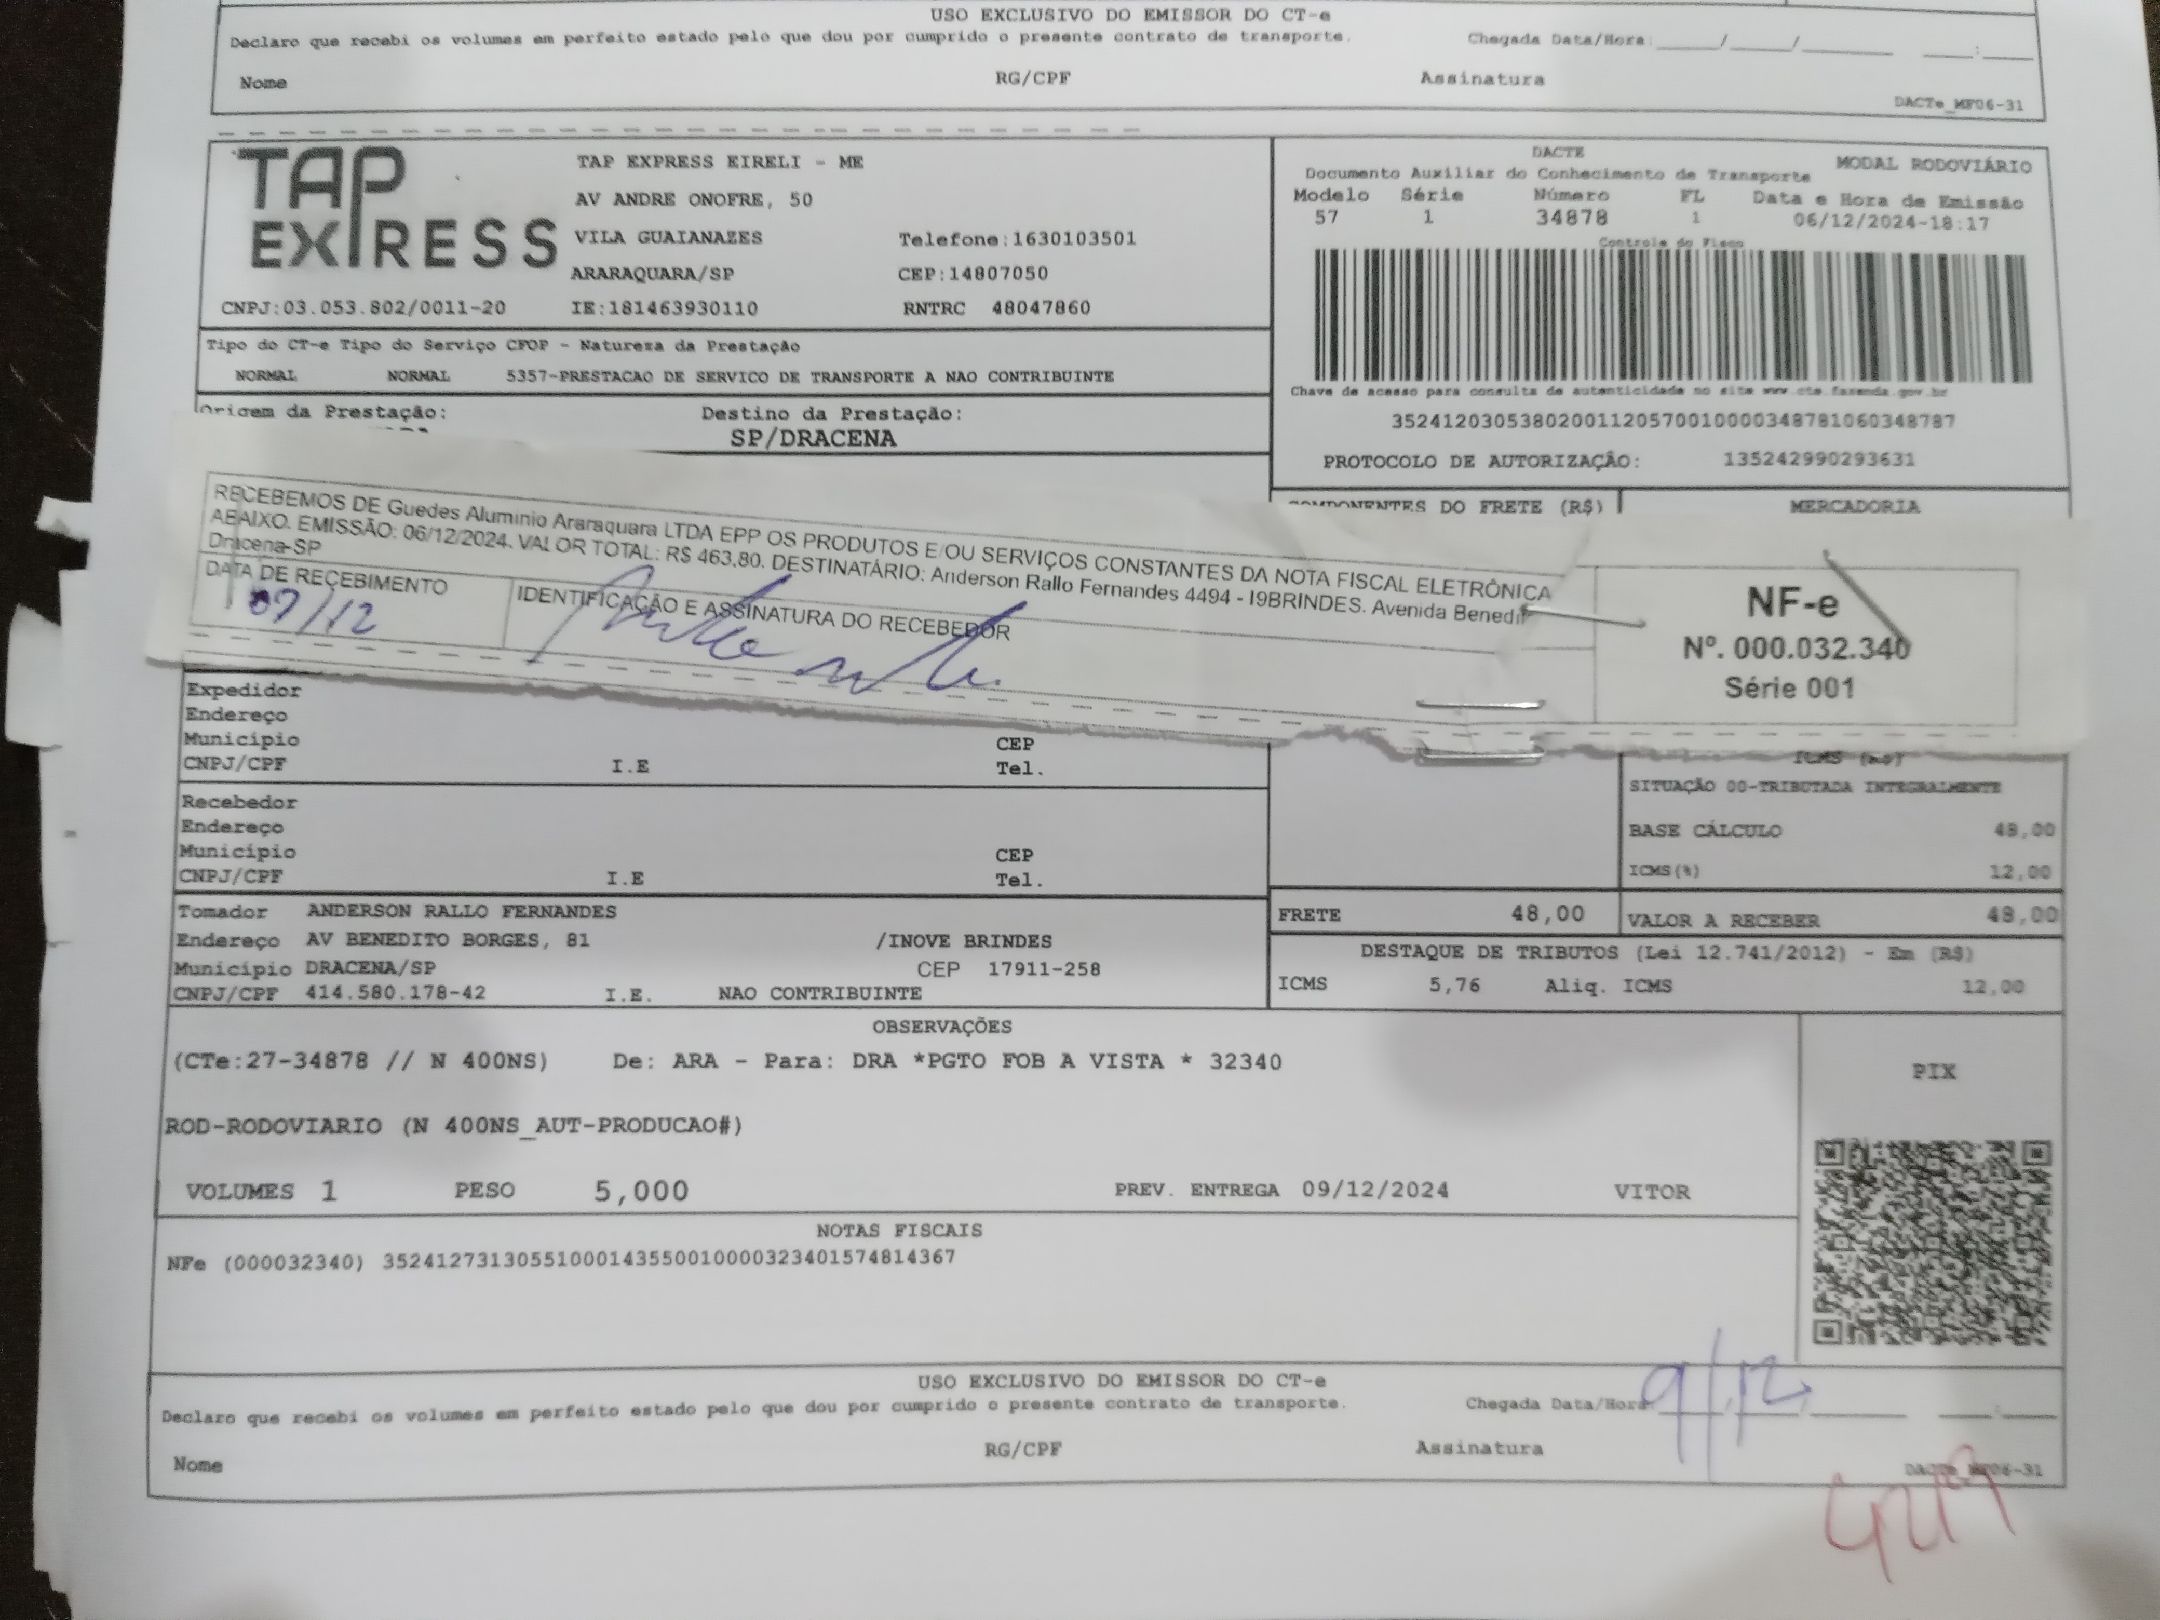 USO EXCLUSIVO DO EMISSOR DO CT-e
Declaro que recebi os volumes em perfeito estado pelo que dou por cumprido o presente contrato de transporte. Chegada Data/Hora:____/____/______ ____:____
Nome RG/CPF Assinatura
DACTe_MF06-31
TAP EXPRESS
TAP EXPRESS EIRELI - ME
AV ANDRE ONOFRE, 50
VILA GUAIANAZES Telefone:1630103501
ARARAQUARA/SP CEP:14807050
CNPJ:03.053.802/0011-20 IE:181463930110 RNTRC 48047860
DACTE MODAL RODOVIÁRIO
Documento Auxiliar do Conhecimento de Transporte
Modelo Série Número FL Data e Hora de Emissão
57 1 34878 1 06/12/2024-18:17
Controle do Fisco
Chave de acesso para consulta de autenticidade no site www.cte.fazenda.gov.br
35241203053802001120570010000348781060348787
PROTOCOLO DE AUTORIZAÇÃO: 135242990293631
Tipo do CT-e Tipo do Serviço CFOP - Natureza da Prestação
NORMAL NORMAL 5357-PRESTACAO DE SERVICO DE TRANSPORTE A NAO CONTRIBUINTE
Origem da Prestação: Destino da Prestação:
SP/DRACENA
COMPONENTES DO FRETE (R$) MERCADORIA
RECEBEMOS DE Guedes Aluminio Araraquara LTDA EPP OS PRODUTOS E/OU SERVIÇOS CONSTANTES DA NOTA FISCAL ELETRÔNICA
ABAIXO. EMISSÃO: 06/12/2024. VALOR TOTAL: R$ 463,80. DESTINATÁRIO: Anderson Rallo Fernandes 4494 - I9BRINDES. Avenida Benedit
Dracena-SP
DATA DE RECEBIMENTO IDENTIFICAÇÃO E ASSINATURA DO RECEBEDOR
09/12
NF-e
Nº. 000.032.340
Série 001
Expedidor
Endereço
Município CEP
CNPJ/CPF I.E Tel.
Recebedor
Endereço
Município CEP
CNPJ/CPF I.E Tel.
ICMS (R$)
SITUAÇÃO 00-TRIBUTADA INTEGRALMENTE
BASE CÁLCULO 48,00
ICMS(%) 12,00
FRETE 48,00 VALOR A RECEBER 48,00
Tomador ANDERSON RALLO FERNANDES
Endereço AV BENEDITO BORGES, 81 /INOVE BRINDES
Município DRACENA/SP CEP 17911-258
CNPJ/CPF 414.580.178-42 I.E. NAO CONTRIBUINTE
DESTAQUE DE TRIBUTOS (Lei 12.741/2012) - Em (R$)
ICMS 5,76 Aliq. ICMS 12,00
OBSERVAÇÕES
(CTe:27-34878 // N 400NS) De: ARA - Para: DRA *PGTO FOB A VISTA * 32340
ROD-RODOVIARIO (N 400NS_AUT-PRODUCAO#)
PIX
VOLUMES 1 PESO 5,000 PREV. ENTREGA 09/12/2024 VITOR
NOTAS FISCAIS
NFe (000032340) 35241273130551000143550010000323401574814367
USO EXCLUSIVO DO EMISSOR DO CT-e
Declaro que recebi os volumes em perfeito estado pelo que dou por cumprido o presente contrato de transporte. Chegada Data/Hora: 9/12
Nome RG/CPF Assinatura
DACTe_MF06-31